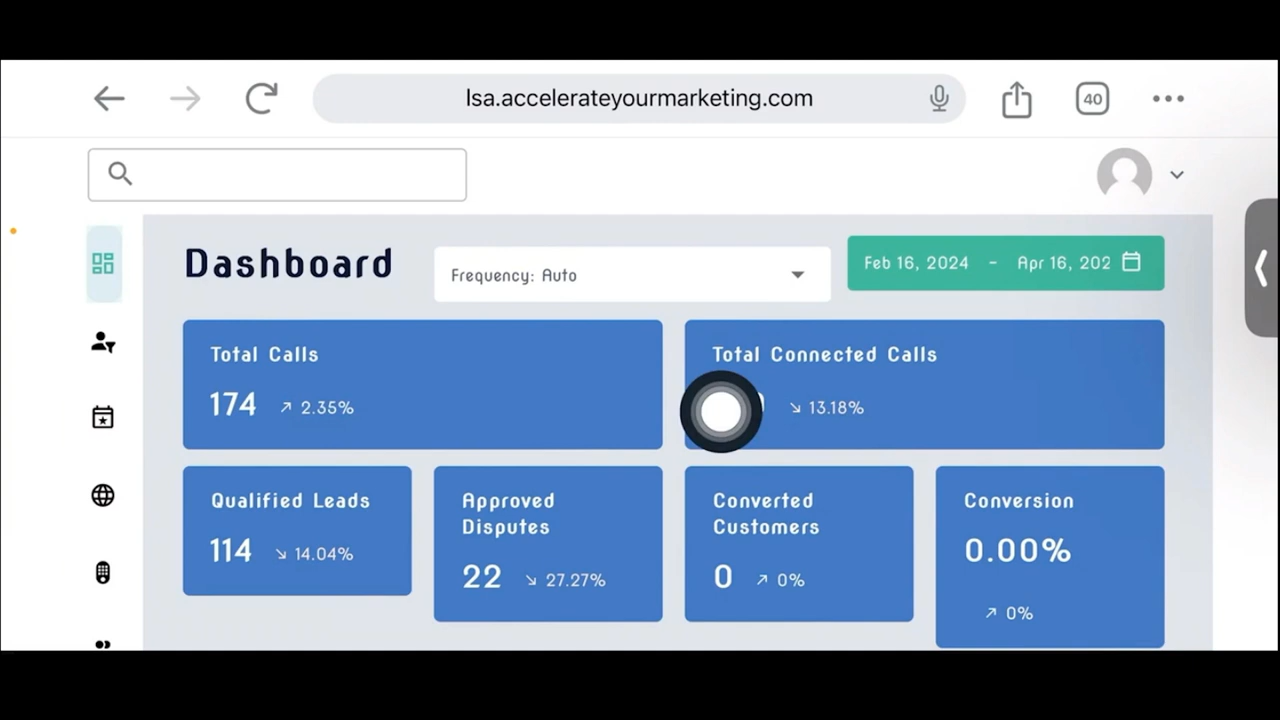 lsa.accelerateyourmarketing.com
40
Dashboard
Frequency: Auto
Feb 16, 2024 - Apr 16, 202
Total Calls
174 ↗ 2.35%
Total Connected Calls
↘ 13.18%
Qualified Leads
114 ↘ 14.04%
Approved
Disputes
22 ↘ 27.27%
Converted
Customers
0 ↗ 0%
Conversion
0.00%
↗ 0%